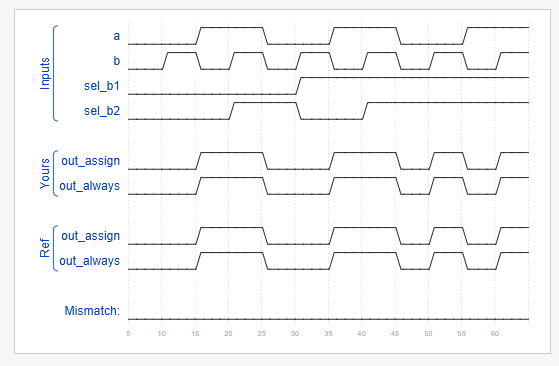 Inputs
a
b
sel_b1
sel_b2
Yours
out_assign
out_always
Ref
out_assign
out_always
Mismatch:
5 10 15 20 25 30 35 40 45 50 55 60